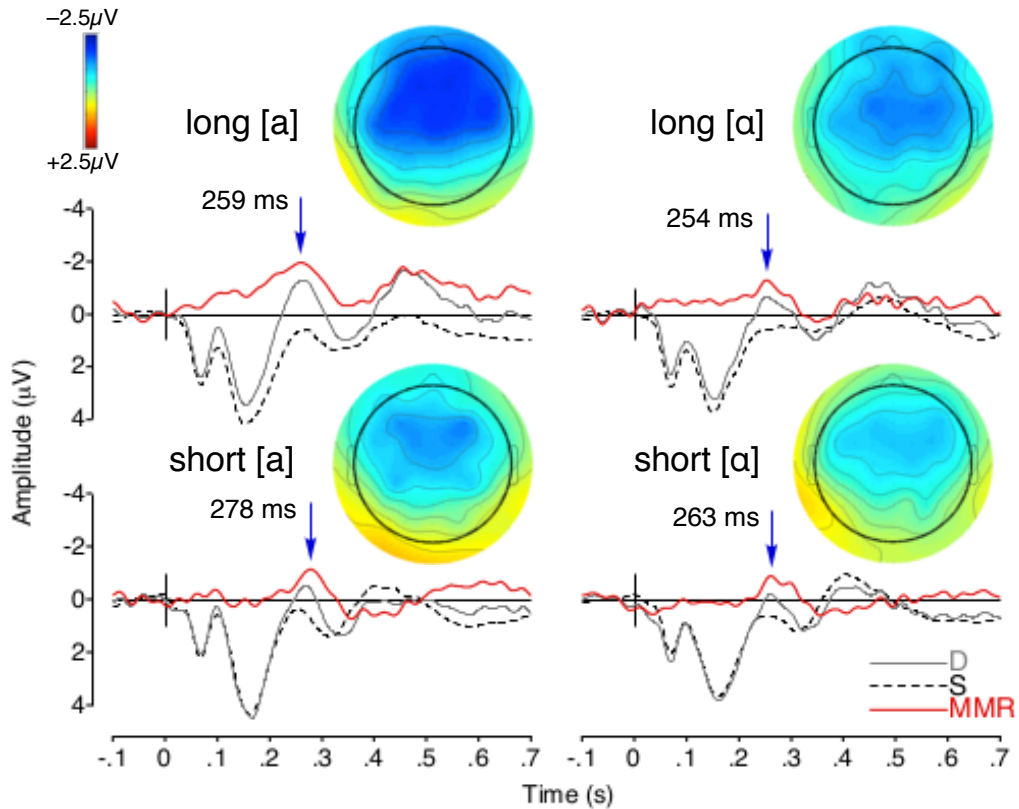 −2.5μV
+2.5μV
long [a]
long [ɑ]
259 ms
254 ms
-4
-2
0
2
4
short [a]
short [ɑ]
278 ms
263 ms
-4
-2
0
2
4
Amplitude (μV)
D
S
MMR
-.1 0 .1 .2 .3 .4 .5 .6 .7
-.1 0 .1 .2 .3 .4 .5 .6 .7
Time (s)